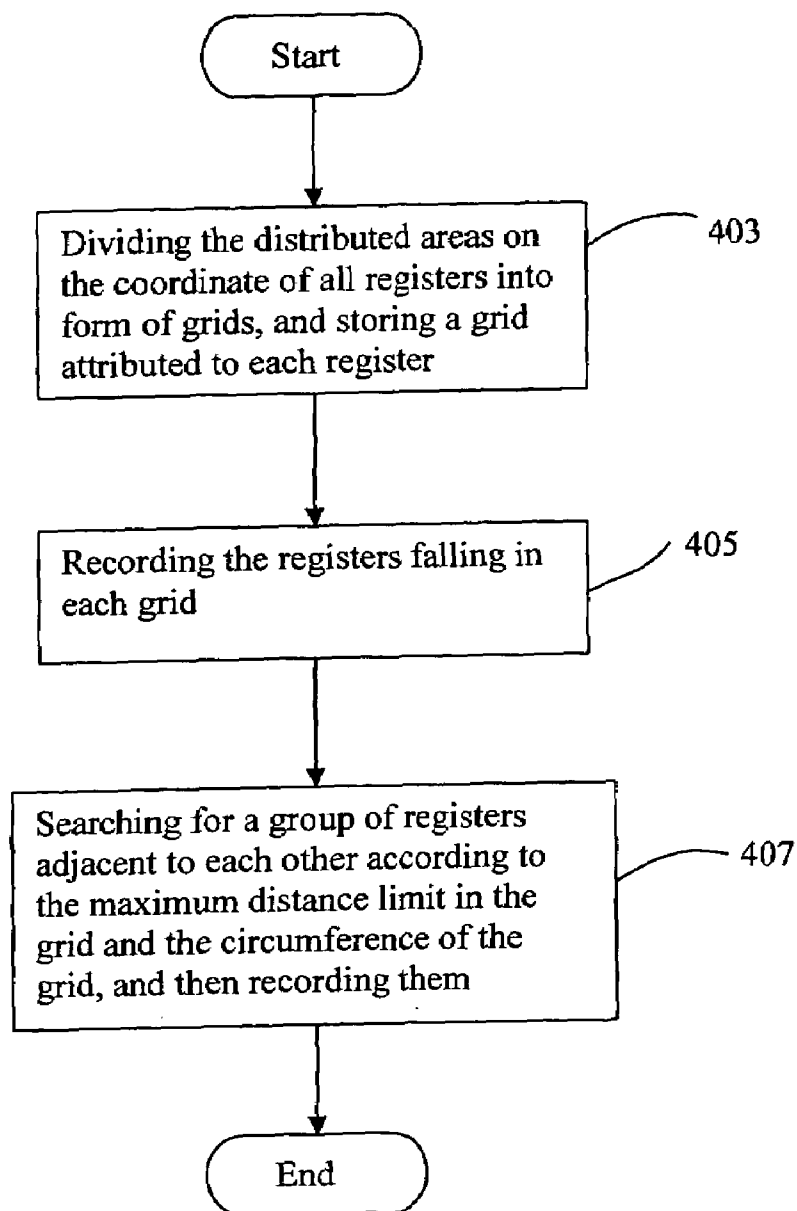 Start
Dividing the distributed areas on
the coordinate of all registers into
form of grids, and storing a grid
attributed to each register
403
Recording the registers falling in
each grid
405
Searching for a group of registers
adjacent to each other according to
the maximum distance limit in the
grid and the circumference of the
grid, and then recording them
407
End